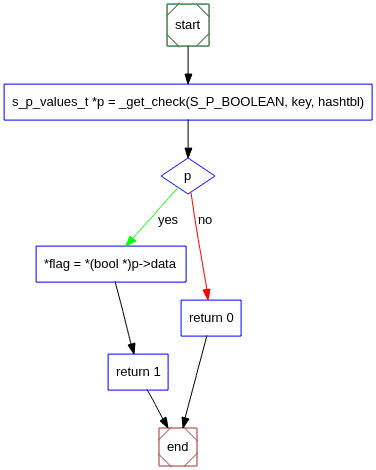 start
s_p_values_t *p = _get_check(S_P_BOOLEAN, key, hashtbl)
p
yes
no
*flag = *(bool *)p->data
return 0
return 1
end